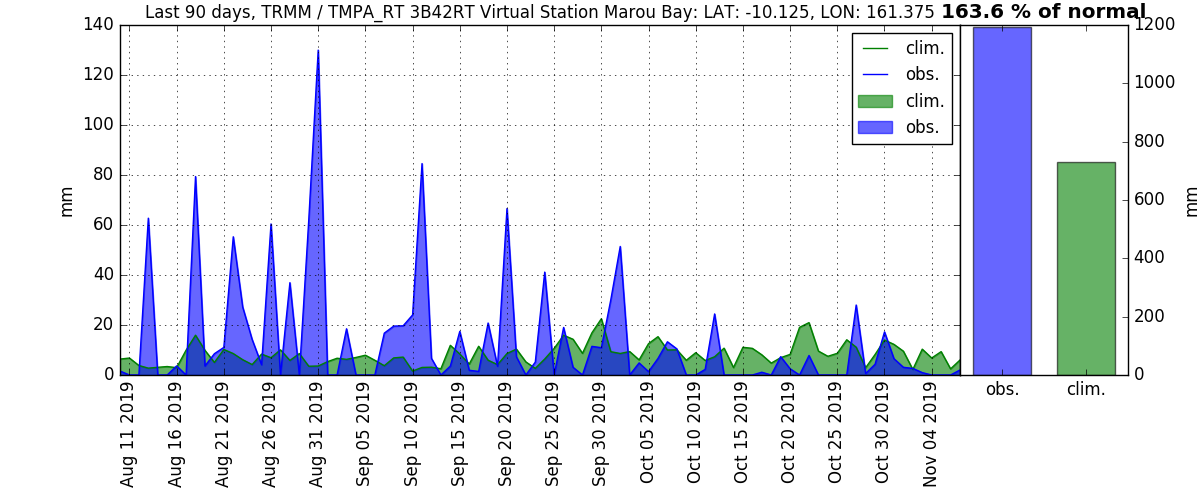 Last 90 days, TRMM / TMPA_RT 3B42RT Virtual Station Marou Bay: LAT: -10.125, LON: 161.375 163.6 % of normal
140
120
100
80
60
40
20
0
mm
clim.
obs.
clim.
obs.
1200
1000
800
600
400
200
0
mm
obs.
clim.
Aug 11 2019
Aug 16 2019
Aug 21 2019
Aug 26 2019
Aug 31 2019
Sep 05 2019
Sep 10 2019
Sep 15 2019
Sep 20 2019
Sep 25 2019
Sep 30 2019
Oct 05 2019
Oct 10 2019
Oct 15 2019
Oct 20 2019
Oct 25 2019
Oct 30 2019
Nov 04 2019